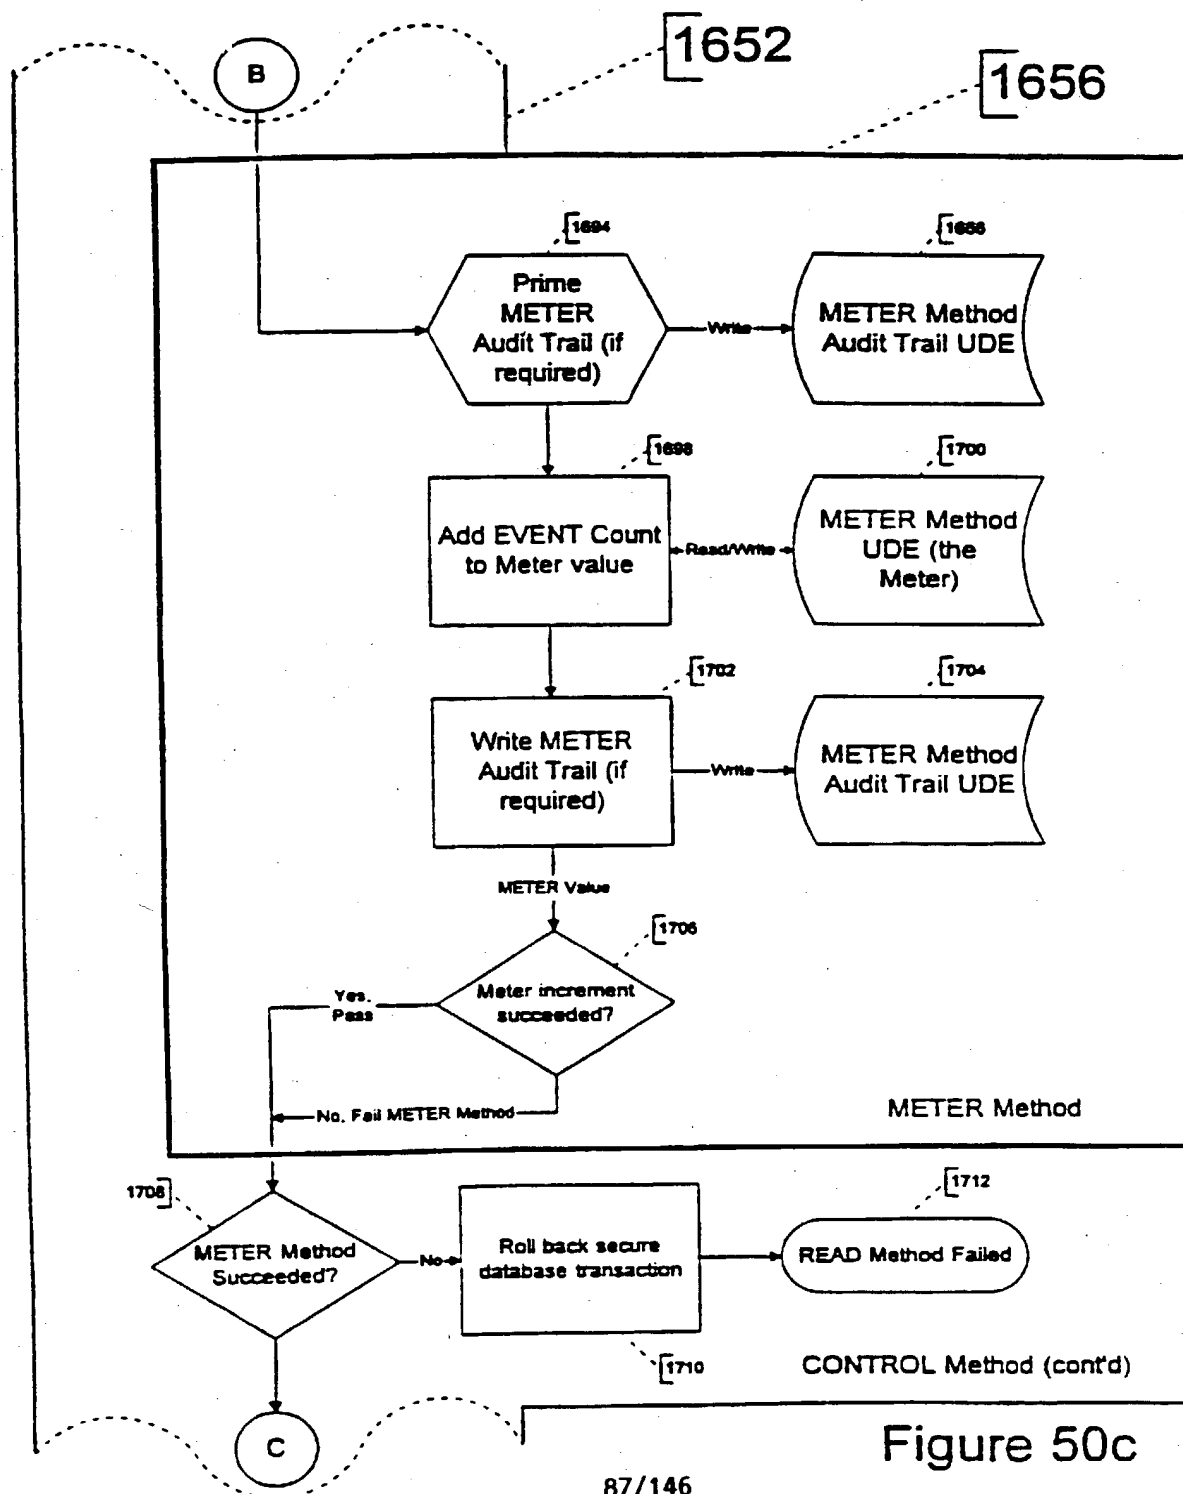 B
1652
1656
1694
Prime
METER
Audit Trail (if
required)
Write
METER Method
Audit Trail UDE
1698
Add EVENT Count
to Meter value
Read/Write
1700
METER Method
UDE (the
Meter)
1702
Write METER
Audit Trail (if
required)
Write
1704
METER Method
Audit Trail UDE
METER Value
1706
Meter increment
succeeded?
Yes.
Pass
No. Fail METER Method
METER Method
1708
METER Method
Succeeded?
No
Roll back secure
database transaction
1710
1712
READ Method Failed
CONTROL Method (cont'd)
C
Figure 50c
87/146